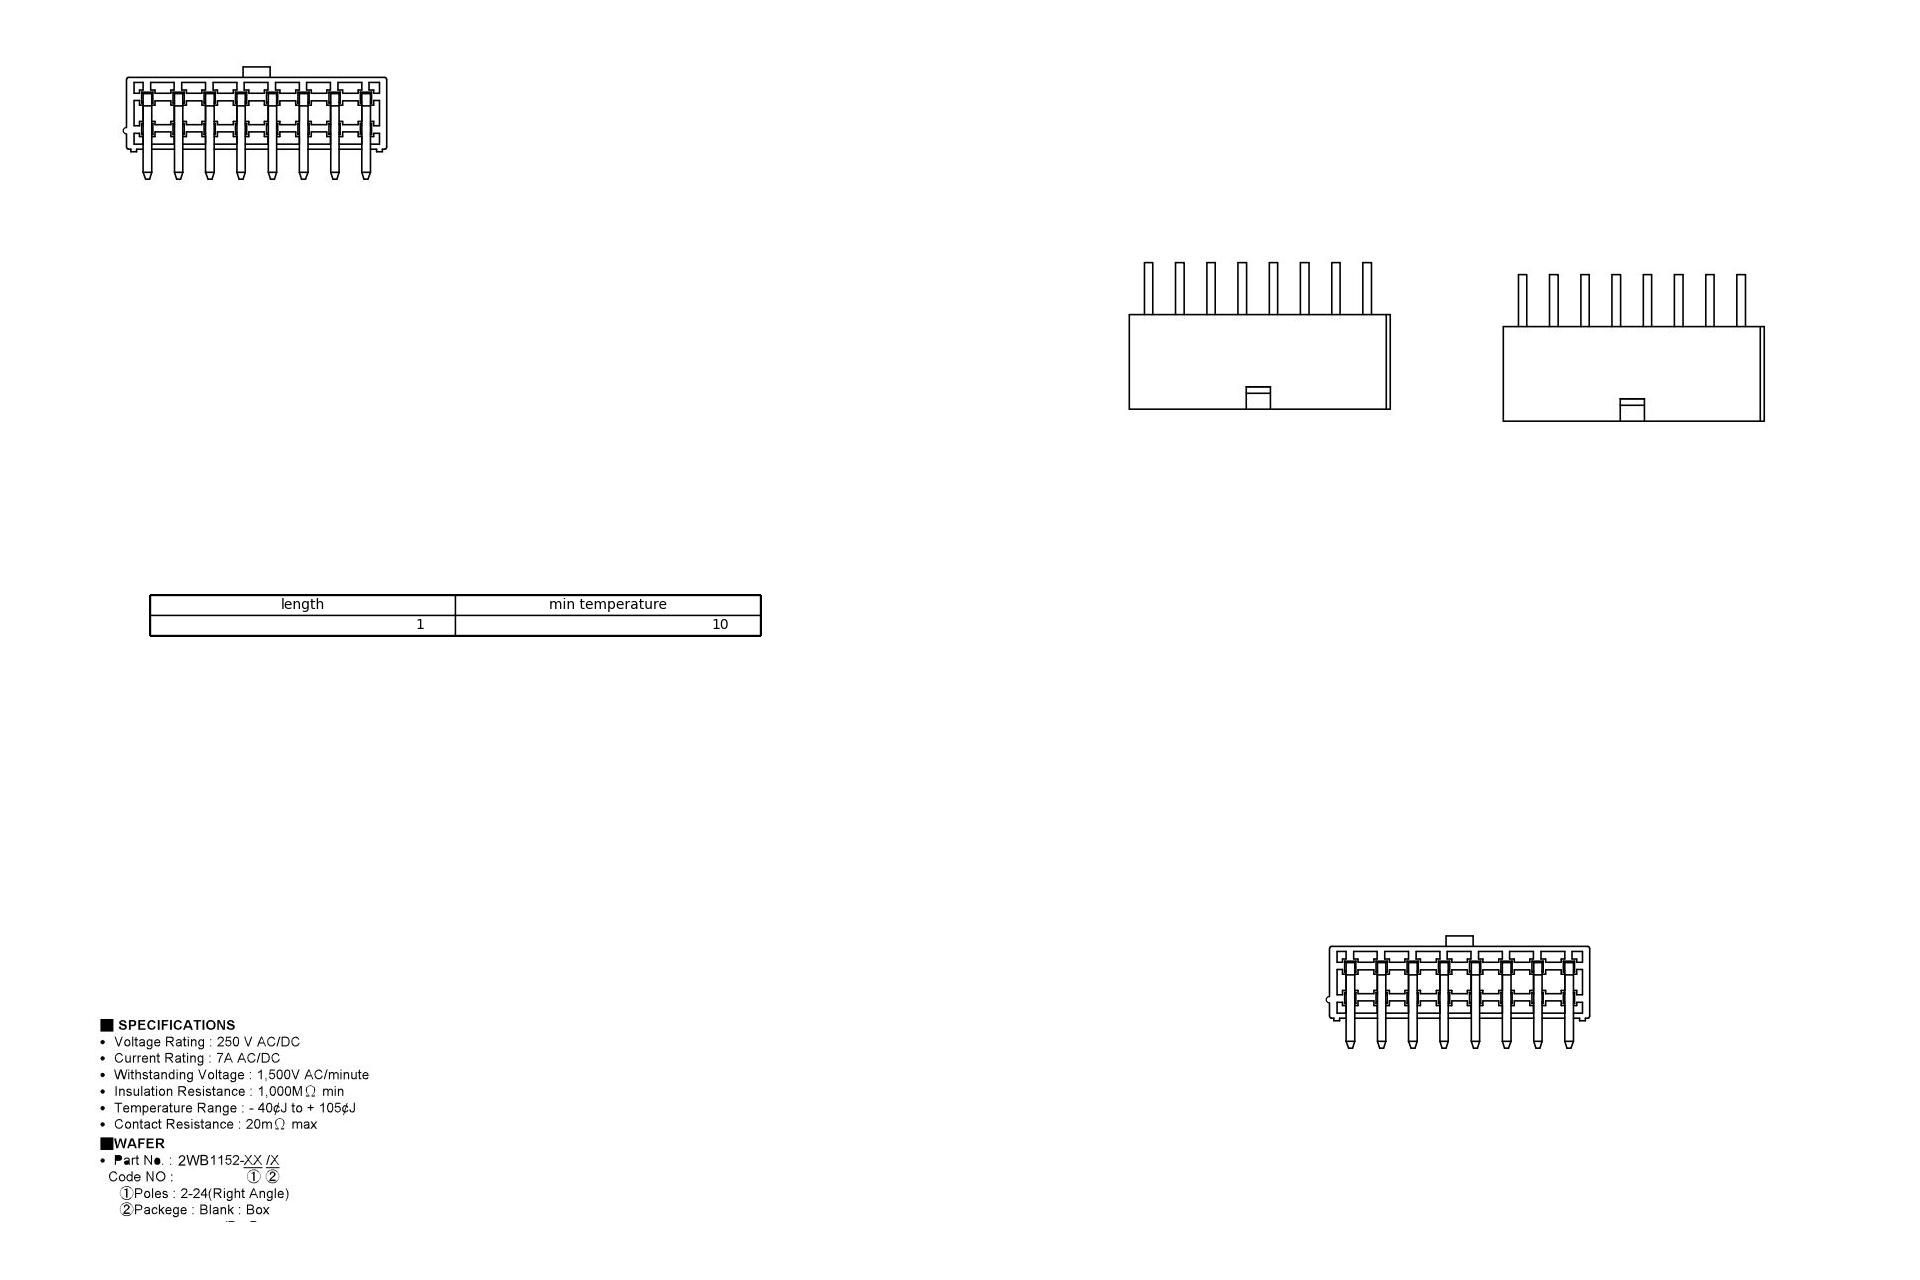 length min temperature
1 10
■ SPECIFICATIONS
• Voltage Rating : 250 V AC/DC
• Current Rating : 7A AC/DC
• Withstanding Voltage : 1,500V AC/minute
• Insulation Resistance : 1,000MΩ min
• Temperature Range : - 40¢J to + 105¢J
• Contact Resistance : 20mΩ max
■WAFER
• Part No. : 2WB1152-XX /X
Code NO : ① ②
①Poles : 2-24(Right Angle)
②Packege : Blank : Box